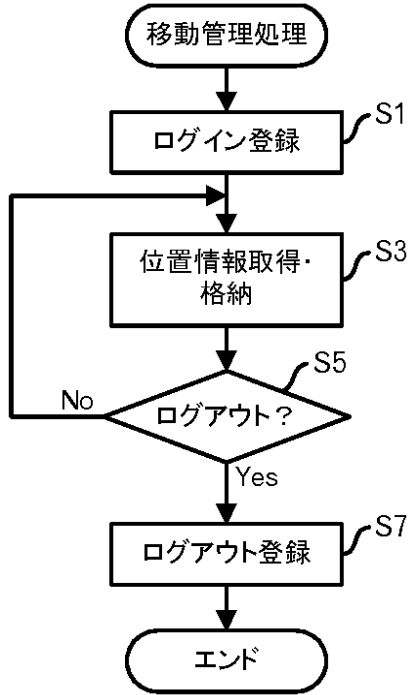 移動管理処理
S1
ログイン登録
S3
位置情報取得・
格納
S5
No
ログアウト？
Yes
S7
ログアウト登録
エンド